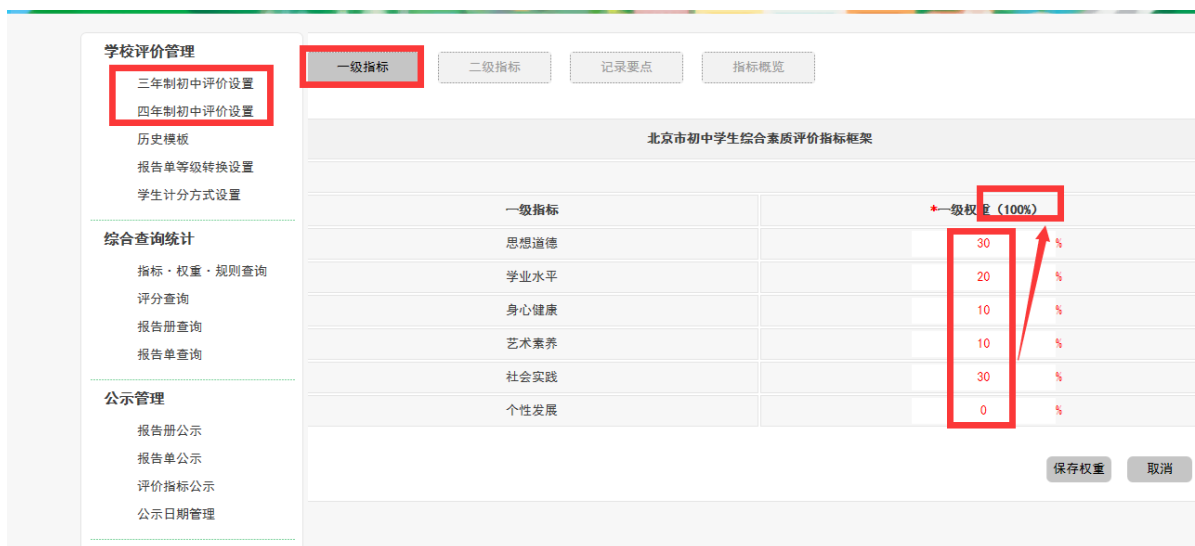 学校评价管理
三年制初中评价设置
四年制初中评价设置
历史模板
报告单等级转换设置
学生计分方式设置
综合查询统计
指标·权重·规则查询
评分查询
报告册查询
报告单查询
公示管理
报告册公示
报告单公示
评价指标公示
公示日期管理
一级指标 二级指标 记录要点 指标概览
北京市初中学生综合素质评价指标框架
一级指标 *一级权重（100%）
思想道德 30 %
学业水平 20 %
身心健康 10 %
艺术素养 10 %
社会实践 30 %
个性发展 0 %
保存权重 取消